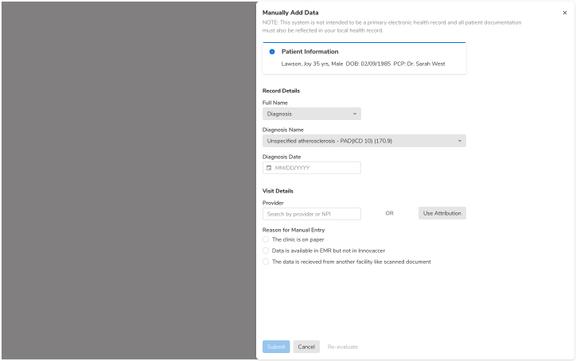 Manually Add Data
NOTE: This system is not intended to be a primary electronic health record and all patient documentation
must also be reflected in your local health record.
Patient Information
Lawson, Joy 35 yrs, Male DOB: 02/09/1985 PCP: Dr. Sarah West
Record Details
Full Name
Diagnosis
Diagnosis Name
Unspecified atherosclerosis - PAD(ICD 10) (170.9)
Diagnosis Date
MM/DD/YYYY
Visit Details
Provider
Search by provider or NPI
OR
Use Attribution
Reason for Manual Entry
The clinic is on paper
Data is available in EMR but not in Innovaccer
The data is recieved from another facility like scanned document
Submit
Cancel
Re-evaluate